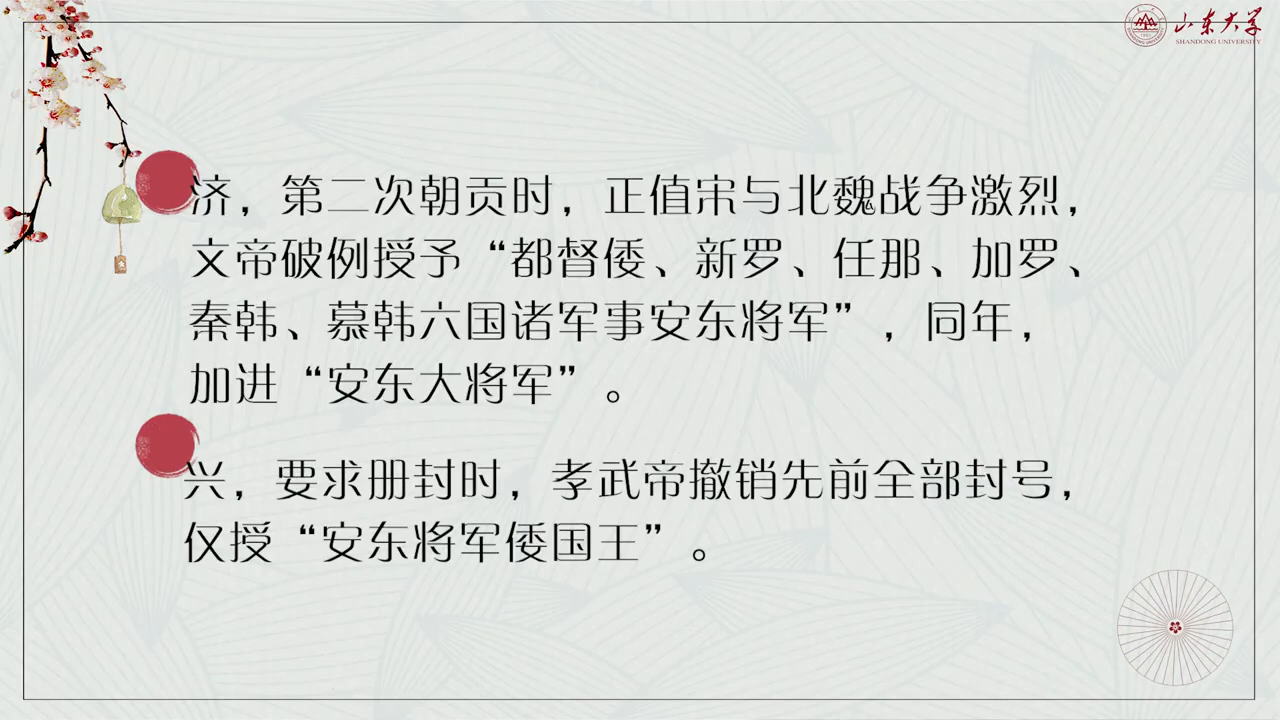 山东大学
SHANDONG UNIVERSITY
济，第二次朝贡时，正值宋与北魏战争激烈，
文帝破例授予“都督倭、新罗、任那、加罗、
秦韩、慕韩六国诸军事安东将军”，同年，
加进“安东大将军”。
兴，要求册封时，孝武帝撤销先前全部封号，
仅授“安东将军倭国王”。